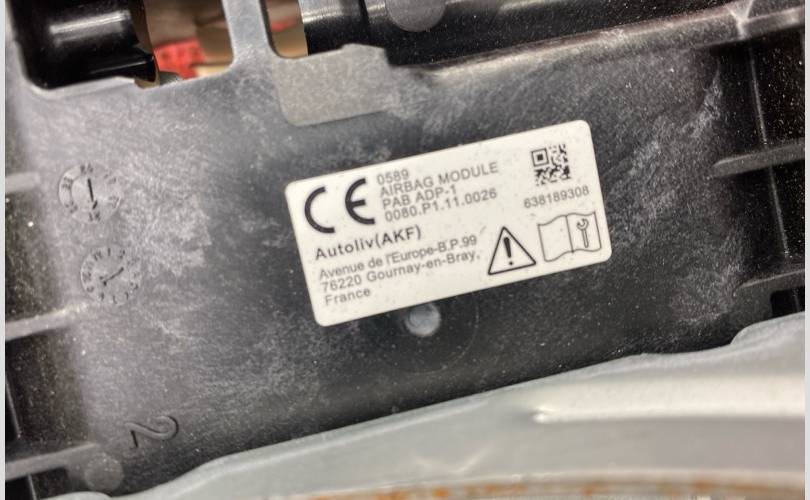 CE 0589
AIRBAG MODULE
PAB ADP-1
0080.P1.11.0026
638189308
Autoliv(AKF)
Avenue de l'Europe-B.P.99
76220 Gournay-en-Bray,
France
2